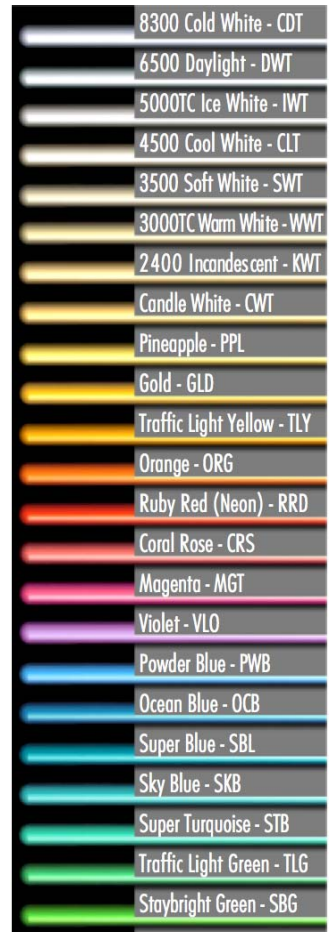 8300 Cold White - CDT
6500 Daylight - DWT
5000TC Ice White - IWT
4500 Cool White - CLT
3500 Soft White - SWT
3000TC Warm White - WWT
2400 Incandescent - KWT
Candle White - CWT
Pineapple - PPL
Gold - GLD
Traffic Light Yellow - TLY
Orange - ORG
Ruby Red (Neon) - RRD
Coral Rose - CRS
Magenta - MGT
Violet - VLO
Powder Blue - PWB
Ocean Blue - OCB
Super Blue - SBL
Sky Blue - SKB
Super Turquoise - STB
Traffic Light Green - TLG
Staybright Green - SBG